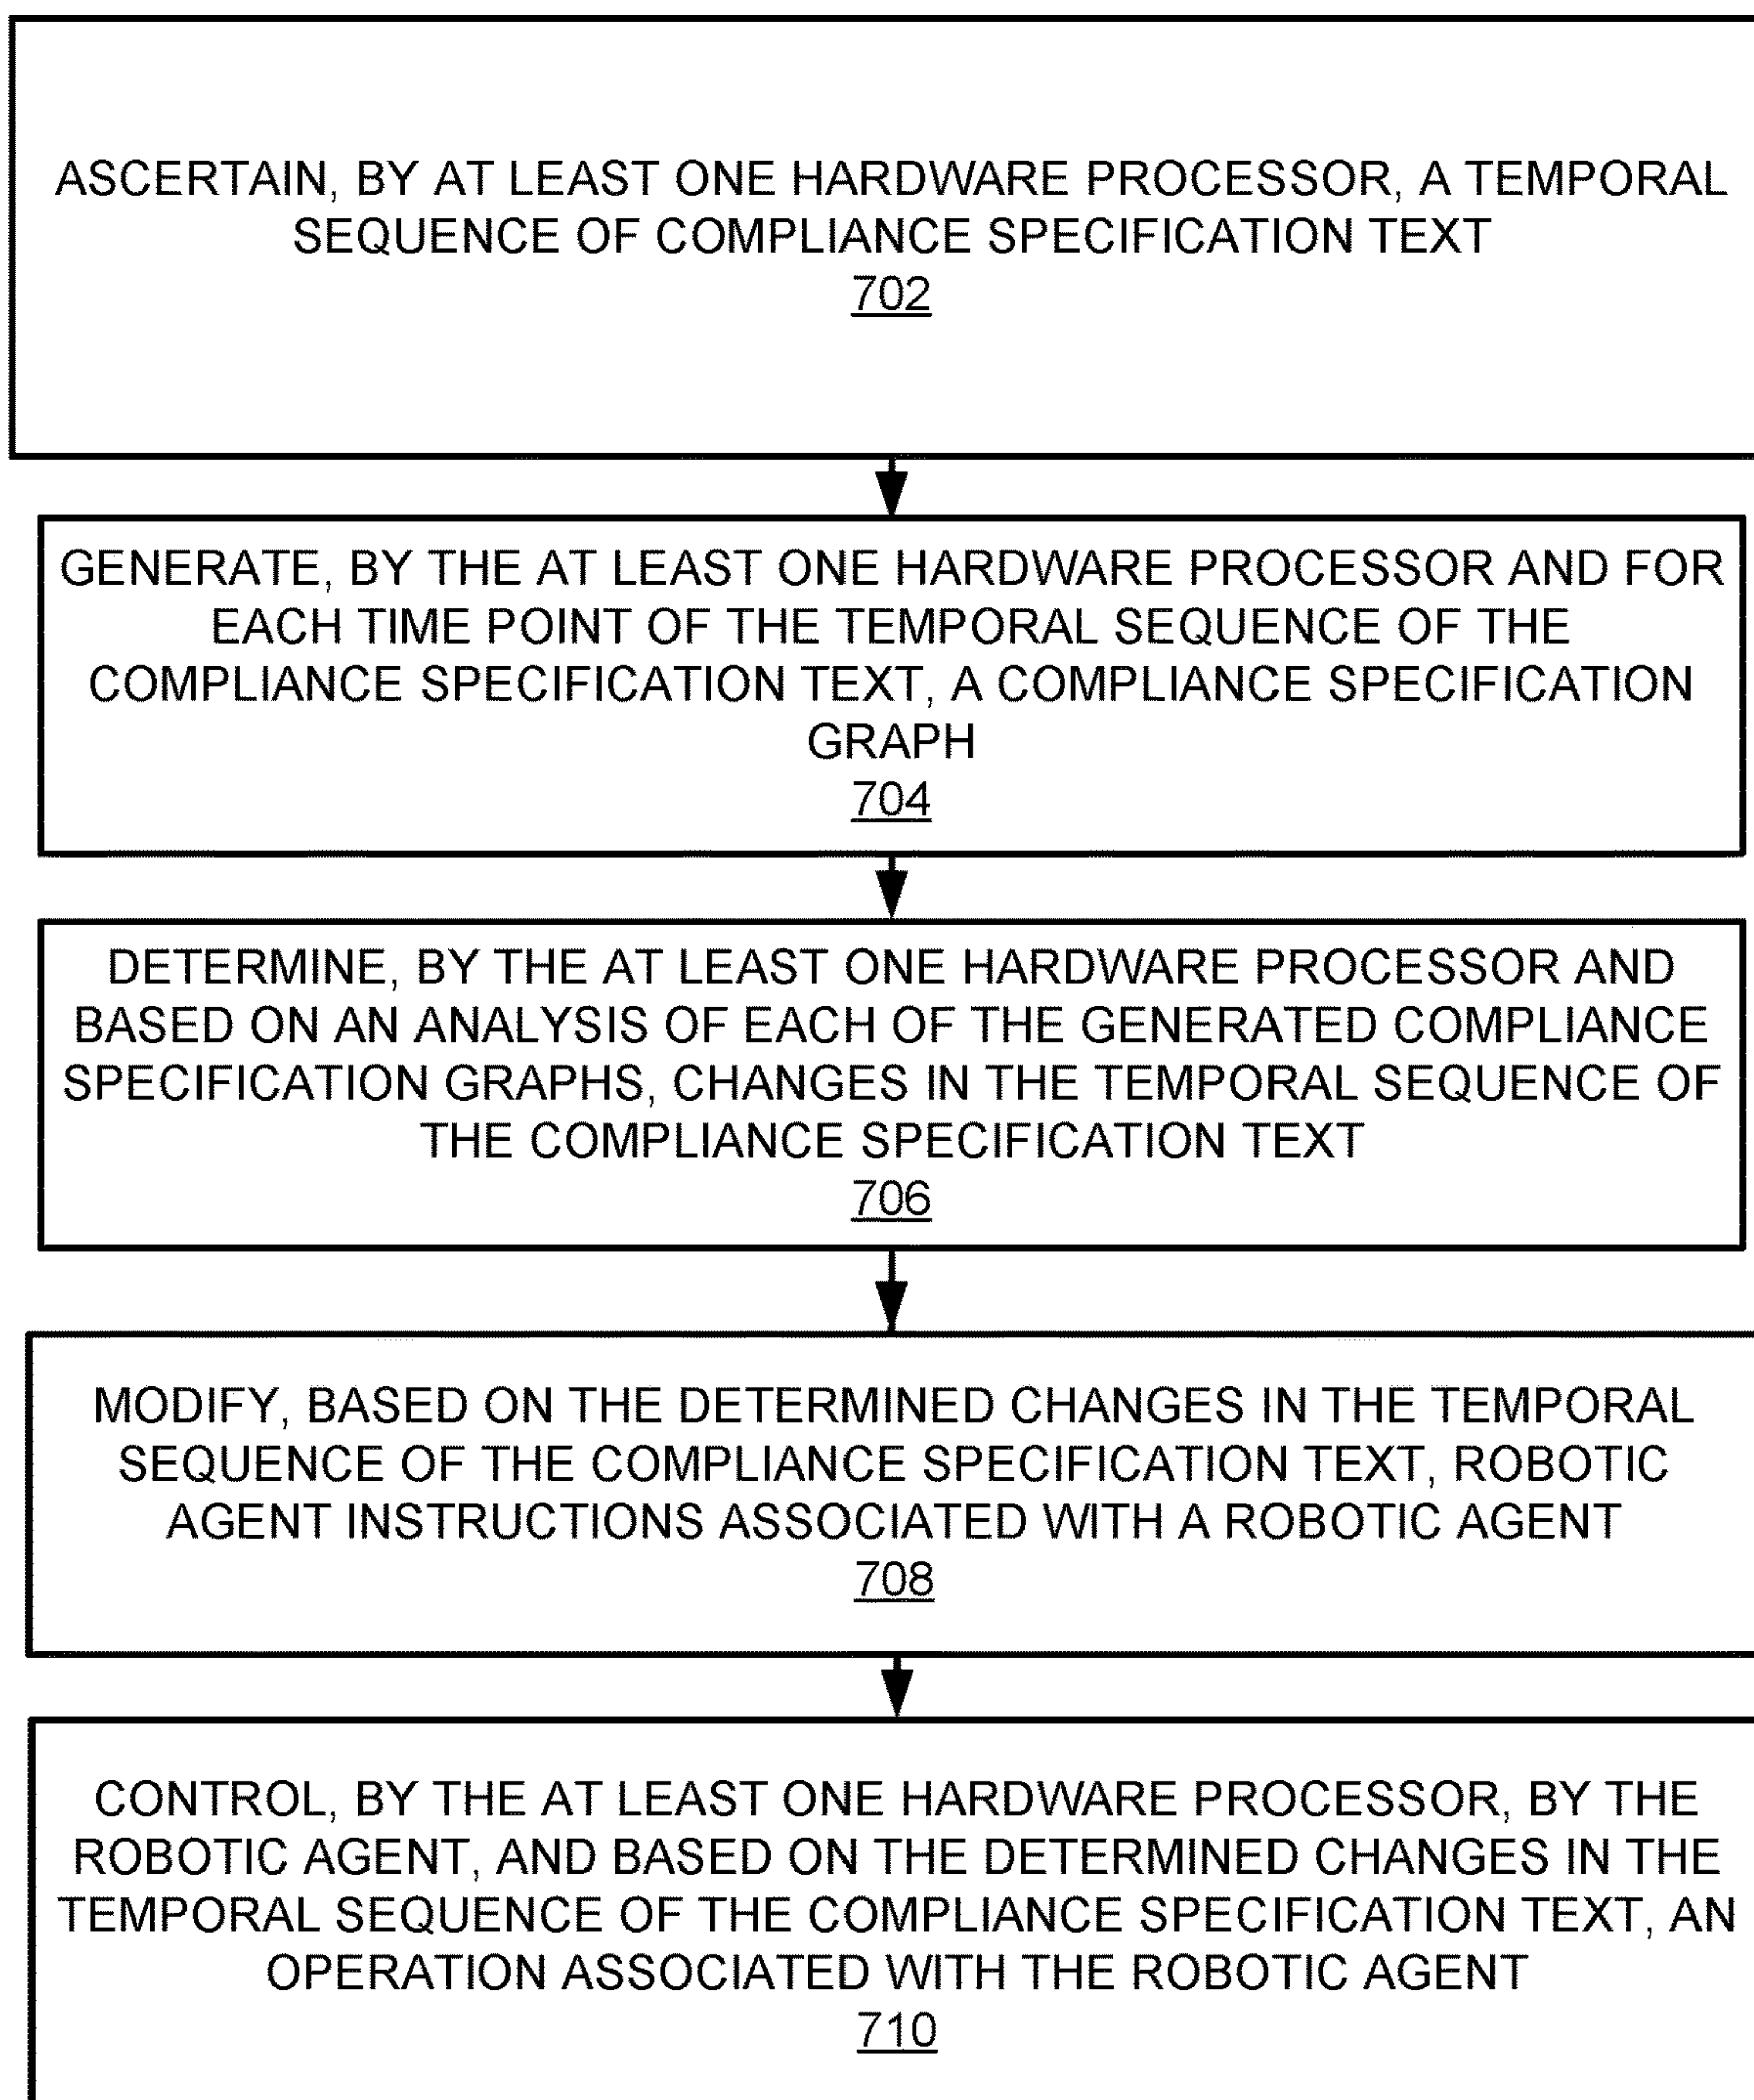 ASCERTAIN, BY AT LEAST ONE HARDWARE PROCESSOR, A TEMPORAL
SEQUENCE OF COMPLIANCE SPECIFICATION TEXT
702
GENERATE, BY THE AT LEAST ONE HARDWARE PROCESSOR AND FOR
EACH TIME POINT OF THE TEMPORAL SEQUENCE OF THE
COMPLIANCE SPECIFICATION TEXT, A COMPLIANCE SPECIFICATION
GRAPH
704
DETERMINE, BY THE AT LEAST ONE HARDWARE PROCESSOR AND
BASED ON AN ANALYSIS OF EACH OF THE GENERATED COMPLIANCE
SPECIFICATION GRAPHS, CHANGES IN THE TEMPORAL SEQUENCE OF
THE COMPLIANCE SPECIFICATION TEXT
706
MODIFY, BASED ON THE DETERMINED CHANGES IN THE TEMPORAL
SEQUENCE OF THE COMPLIANCE SPECIFICATION TEXT, ROBOTIC
AGENT INSTRUCTIONS ASSOCIATED WITH A ROBOTIC AGENT
708
CONTROL, BY THE AT LEAST ONE HARDWARE PROCESSOR, BY THE
ROBOTIC AGENT, AND BASED ON THE DETERMINED CHANGES IN THE
TEMPORAL SEQUENCE OF THE COMPLIANCE SPECIFICATION TEXT, AN
OPERATION ASSOCIATED WITH THE ROBOTIC AGENT
710